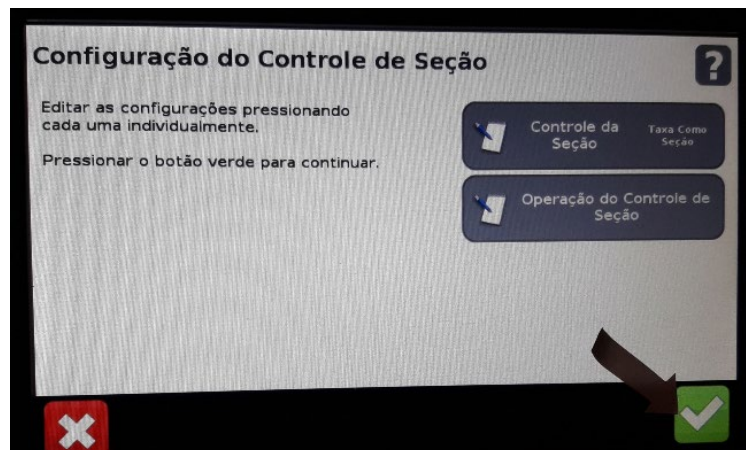 Configuração do Controle de Seção
?
Editar as configurações pressionando
cada uma individualmente.
Pressionar o botão verde para continuar.
Controle da
Seção
Taxa Como
Seção
Operação do Controle de
Seção